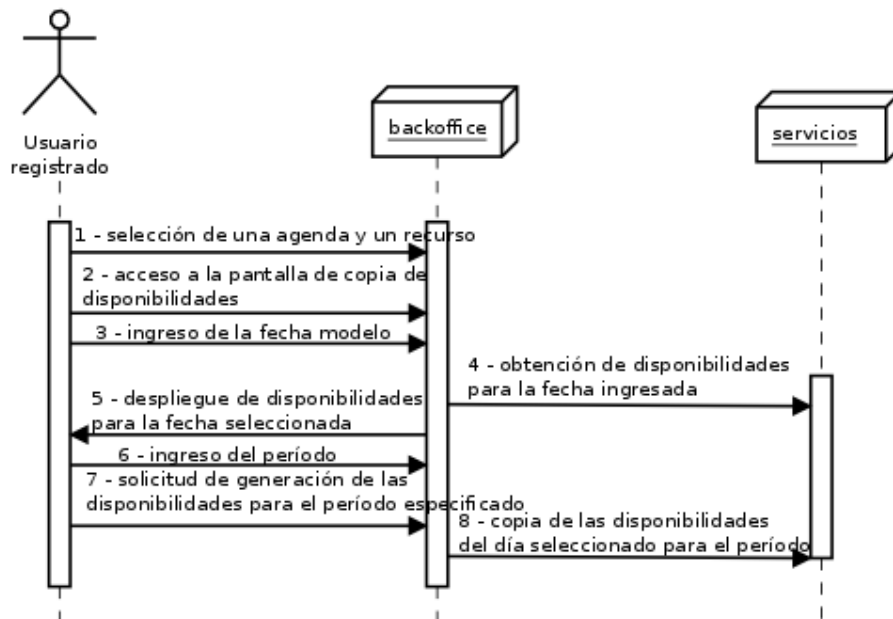 Usuario
registrado
backoffice
servicios
1 - selección de una agenda y un recurso
2 - acceso a la pantalla de copia de
disponibilidades
3 - ingreso de la fecha modelo
4 - obtención de disponibilidades
para la fecha ingresada
5 - despliegue de disponibilidades
para la fecha seleccionada
6 - ingreso del período
7 - solicitud de generación de las
disponibilidades para el período especificado
8 - copia de las disponibilidades
del día seleccionado para el período